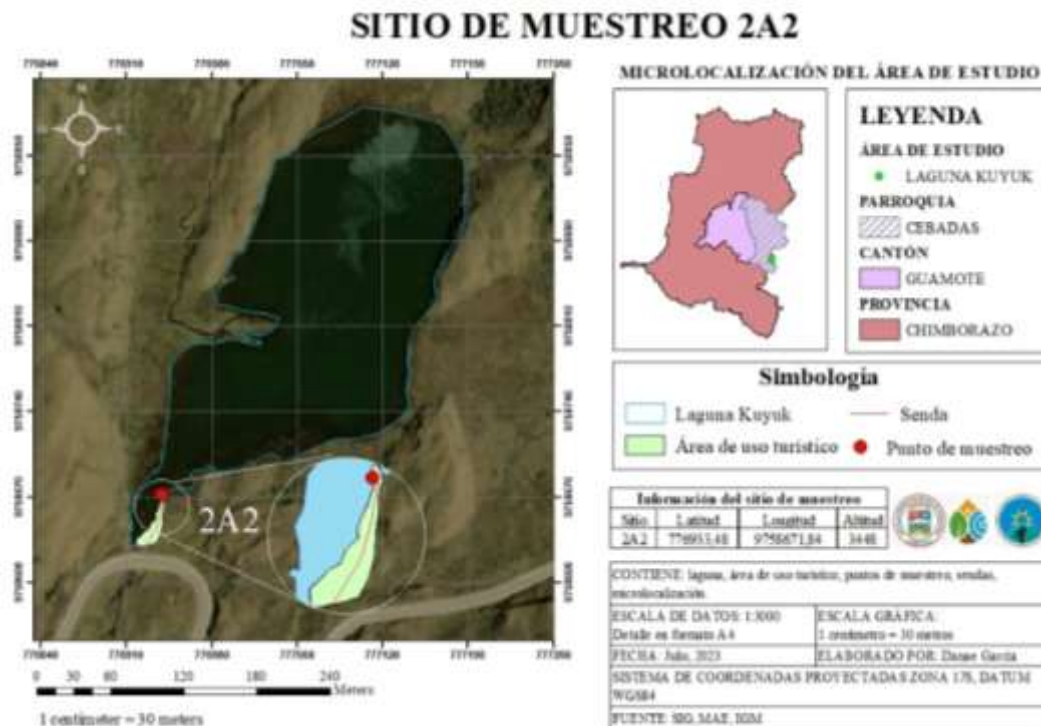 SITIO DE MUESTREO 2A2
MICROLOCALIZACIÓN DEL ÁREA DE ESTUDIO
LEYENDA
ÁREA DE ESTUDIO
LAGUNA KUYUK
PARROQUIA
CEBADAS
CANTÓN
GUAMOTE
PROVINCIA
CHIMBORAZO
Simbología
Laguna Kuyuk
Senda
Área de uso turístico
Punto de muestreo
2A2
Información del sitio de muestreo
Sitio Latitud Longitud Altitud
2A2 776933,48 9758671,84 3448
CONTIENE: laguna, área de uso turístico, puntos de muestreo, sendas,
microlocalización.
ESCALA DE DATOS: 1:3000
Detalle en formato A4
ESCALA GRÁFICA:
1 centímetro = 30 metros
FECHA: Julio, 2023
ELABORADO POR: Danae García
SISTEMA DE COORDENADAS PROYECTADAS ZONA 17S, DATUM
WGS84
FUENTE: SIG, MAE, IGM
0 30 60 120 180 240
Meters
1 centimeter = 30 meters